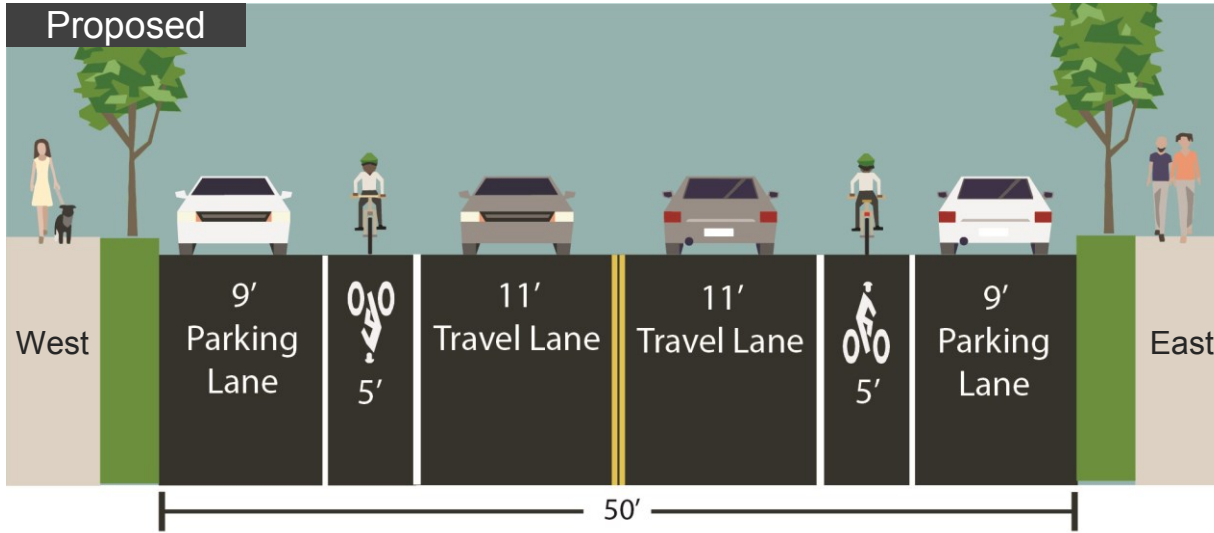 Proposed
West
9′
Parking
Lane
5′
11′
Travel Lane
11′
Travel Lane
5′
9′
Parking
Lane
East
50′